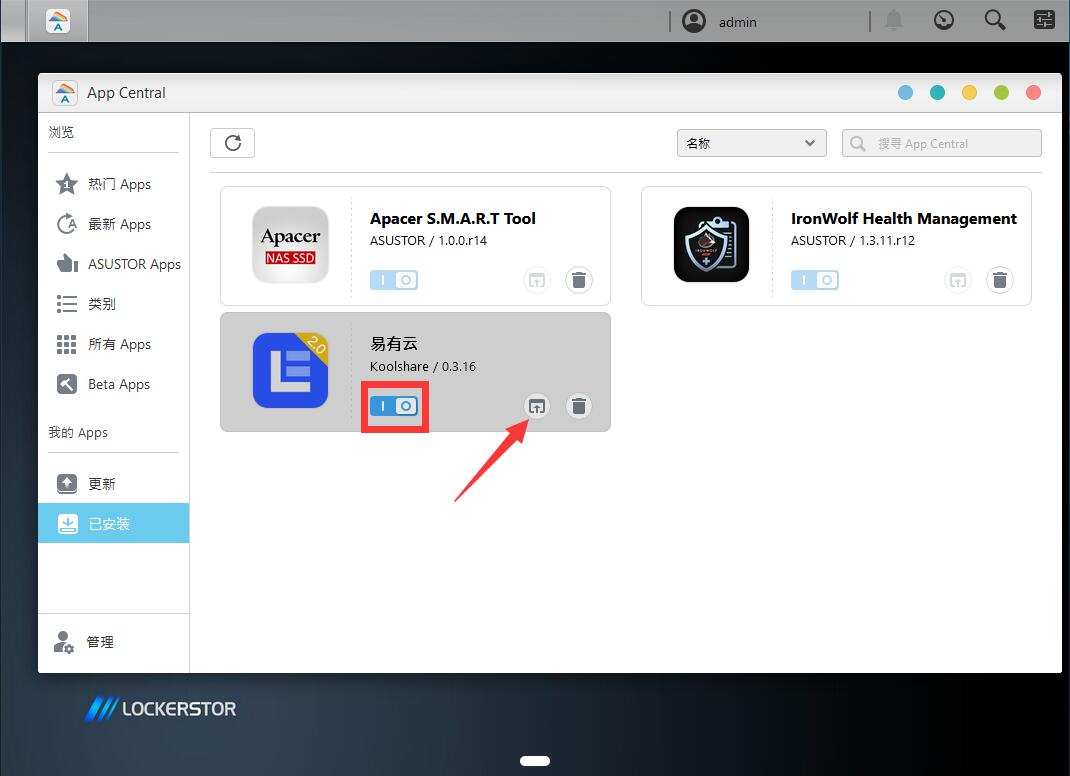 admin
App Central
浏览
热门 Apps
最新 Apps
ASUSTOR Apps
类别
所有 Apps
Beta Apps
我的 Apps
更新
已安装
管理
名称
搜寻 App Central
Apacer
NAS SSD
Apacer S.M.A.R.T Tool
ASUSTOR / 1.0.0.r14
IRONWOLF
IronWolf Health Management
ASUSTOR / 1.3.11.r12
2.0
易有云
Koolshare / 0.3.16
LOCKERSTOR